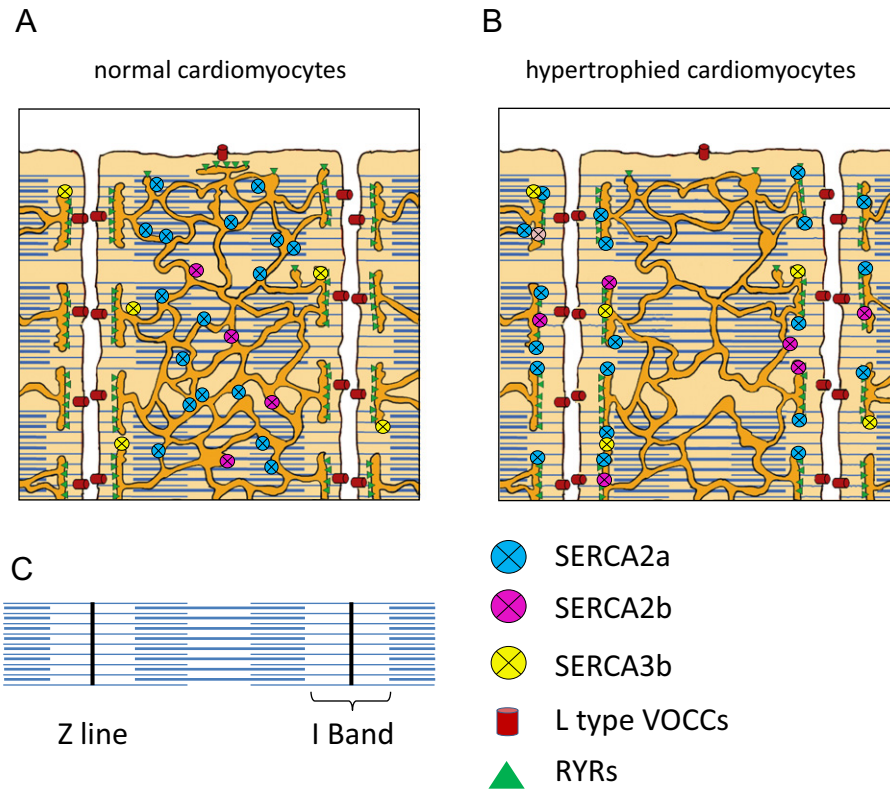 A
B
normal cardiomyocytes
hypertrophied cardiomyocytes
C
Z line
I Band
SERCA2a
SERCA2b
SERCA3b
L type VOCCs
RYRs